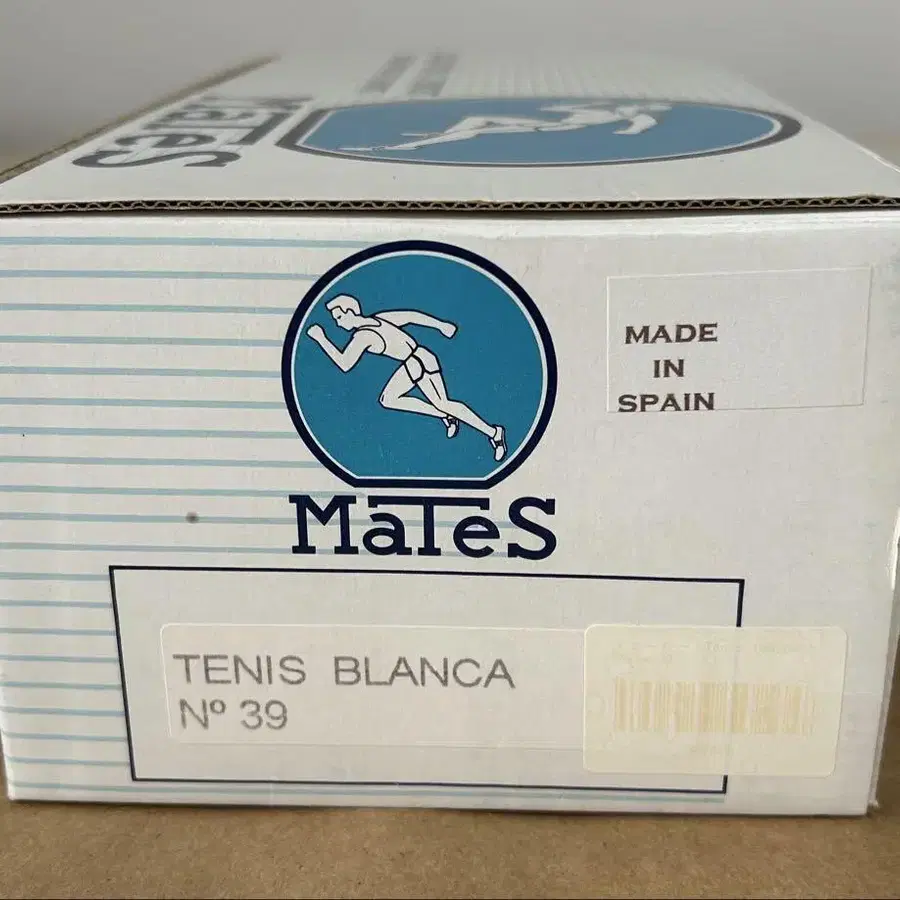 MaTeS
MaTeS
MADE
IN
SPAIN
TENIS BLANCA
Nº 39